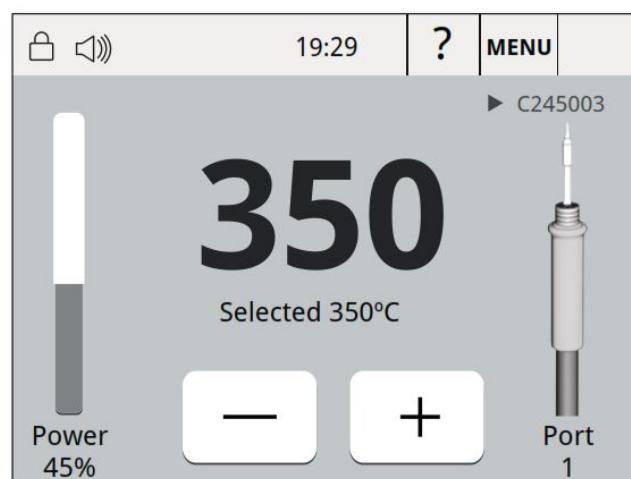 19:29
?
MENU
▶ C245003
350
Selected 350ºC
— +
Power
45%
Port
1